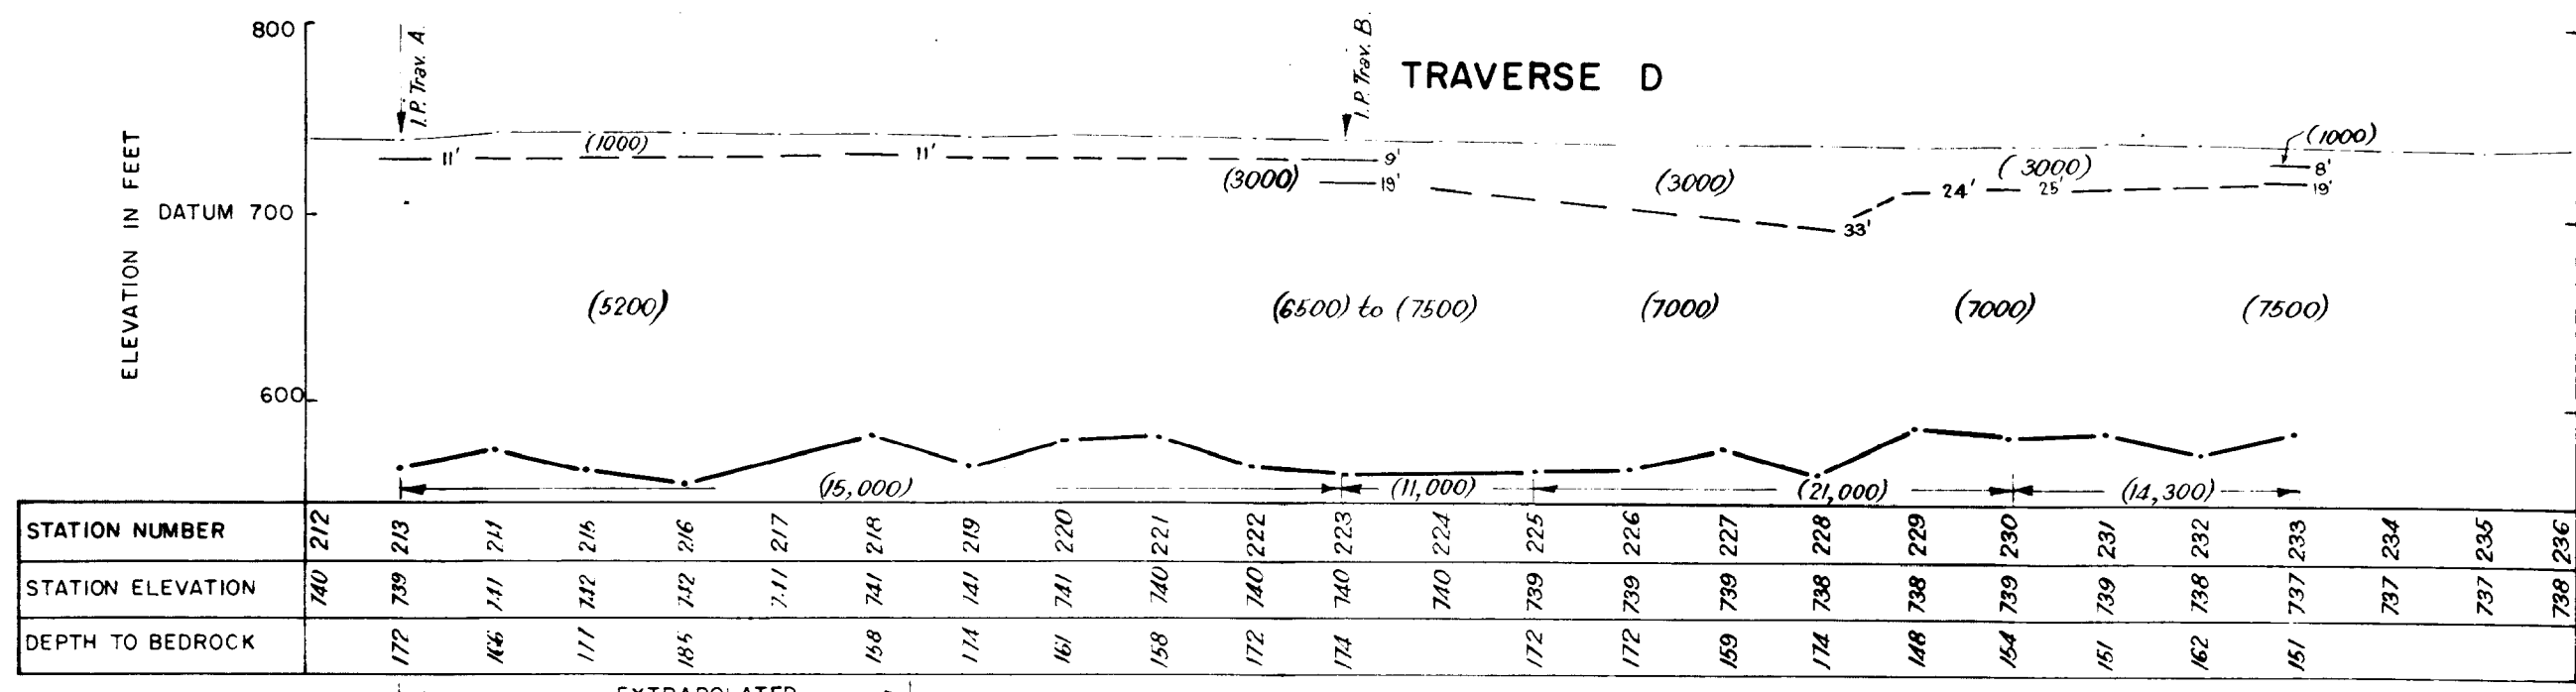 800
I.P. Trav. A.
I.P. Trav. B.
TRAVERSE D
(1000)
(1000)
11'
11'
9'
(3000)
8'
(3000)
19'
(3000)
24'
25'
19'
ELEVATION IN FEET
DATUM 700
33'
(5200)
(6500) to (7500)
(7000)
(7000)
(7500)
600
(15,000)
(11,000)
(21,000)
(14,300)
STATION NUMBER 212 213 214 215 216 217 218 219 220 221 222 223 224 225 226 227 228 229 230 231 232 233 234 235 236
STATION ELEVATION 740 739 741 742 742 741 741 741 741 740 740 740 740 739 739 739 738 738 739 739 738 737 737 737 738
DEPTH TO BEDROCK 172 166 177 185 158 174 161 158 172 174 172 172 159 174 148 154 151 162 151
EXTRAPOLATED